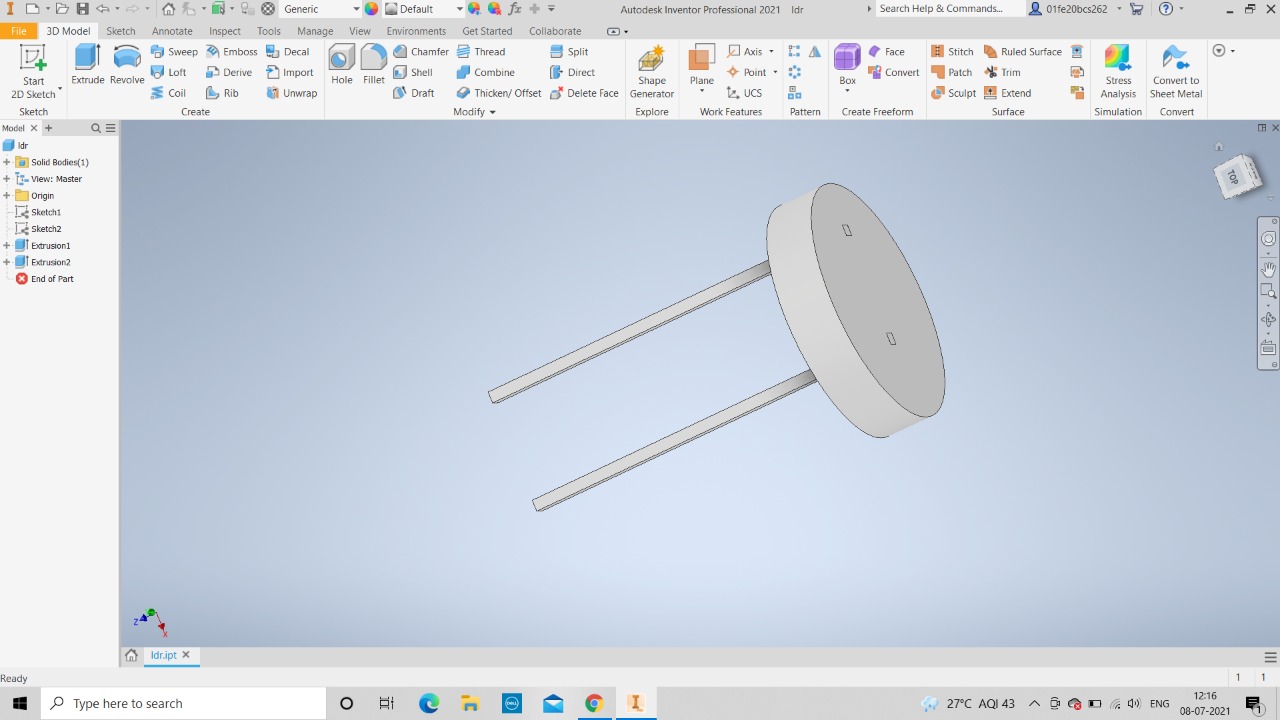 Generic
Default
Autodesk Inventor Professional 2021 ldr
Search Help & Commands...
01fe20bcs262
File
3D Model
Sketch
Annotate
Inspect
Tools
Manage
View
Environments
Get Started
Collaborate
Start
2D Sketch
Sketch
Extrude
Revolve
Sweep
Loft
Coil
Emboss
Derive
Rib
Decal
Import
Unwrap
Create
Hole
Fillet
Chamfer
Shell
Draft
Thread
Combine
Thicken/ Offset
Split
Direct
Delete Face
Modify
Shape
Generator
Explore
Plane
Axis
Point
UCS
Work Features
Pattern
Box
Face
Convert
Create Freeform
Stitch
Patch
Sculpt
Ruled Surface
Trim
Extend
Surface
Stress
Analysis
Simulation
Convert to
Sheet Metal
Convert
Model
ldr
Solid Bodies(1)
View: Master
Origin
Sketch1
Sketch2
Extrusion1
Extrusion2
End of Part
TOP
Z
X
ldr.ipt
Ready
1 1
Type here to search
DELL
27°C AQI 43
ENG
12:16
08-07-2021
1